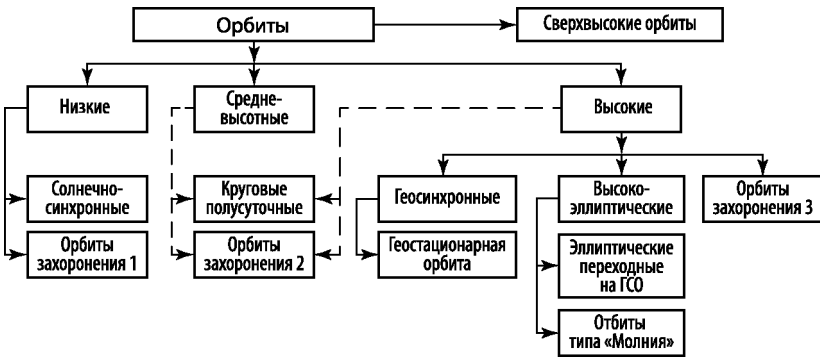 Орбиты
Сверхвысокие орбиты
Низкие
Средне-
высотные
Высокие
Солнечно-
синхронные
Круговые
полусуточные
Геосинхронные
Высоко-
эллиптические
Орбиты
захоронения 3
Орбиты
захоронения 1
Орбиты
захоронения 2
Геостационарная
орбита
Эллиптические
переходные
на ГСО
Отбиты
типа «Молния»